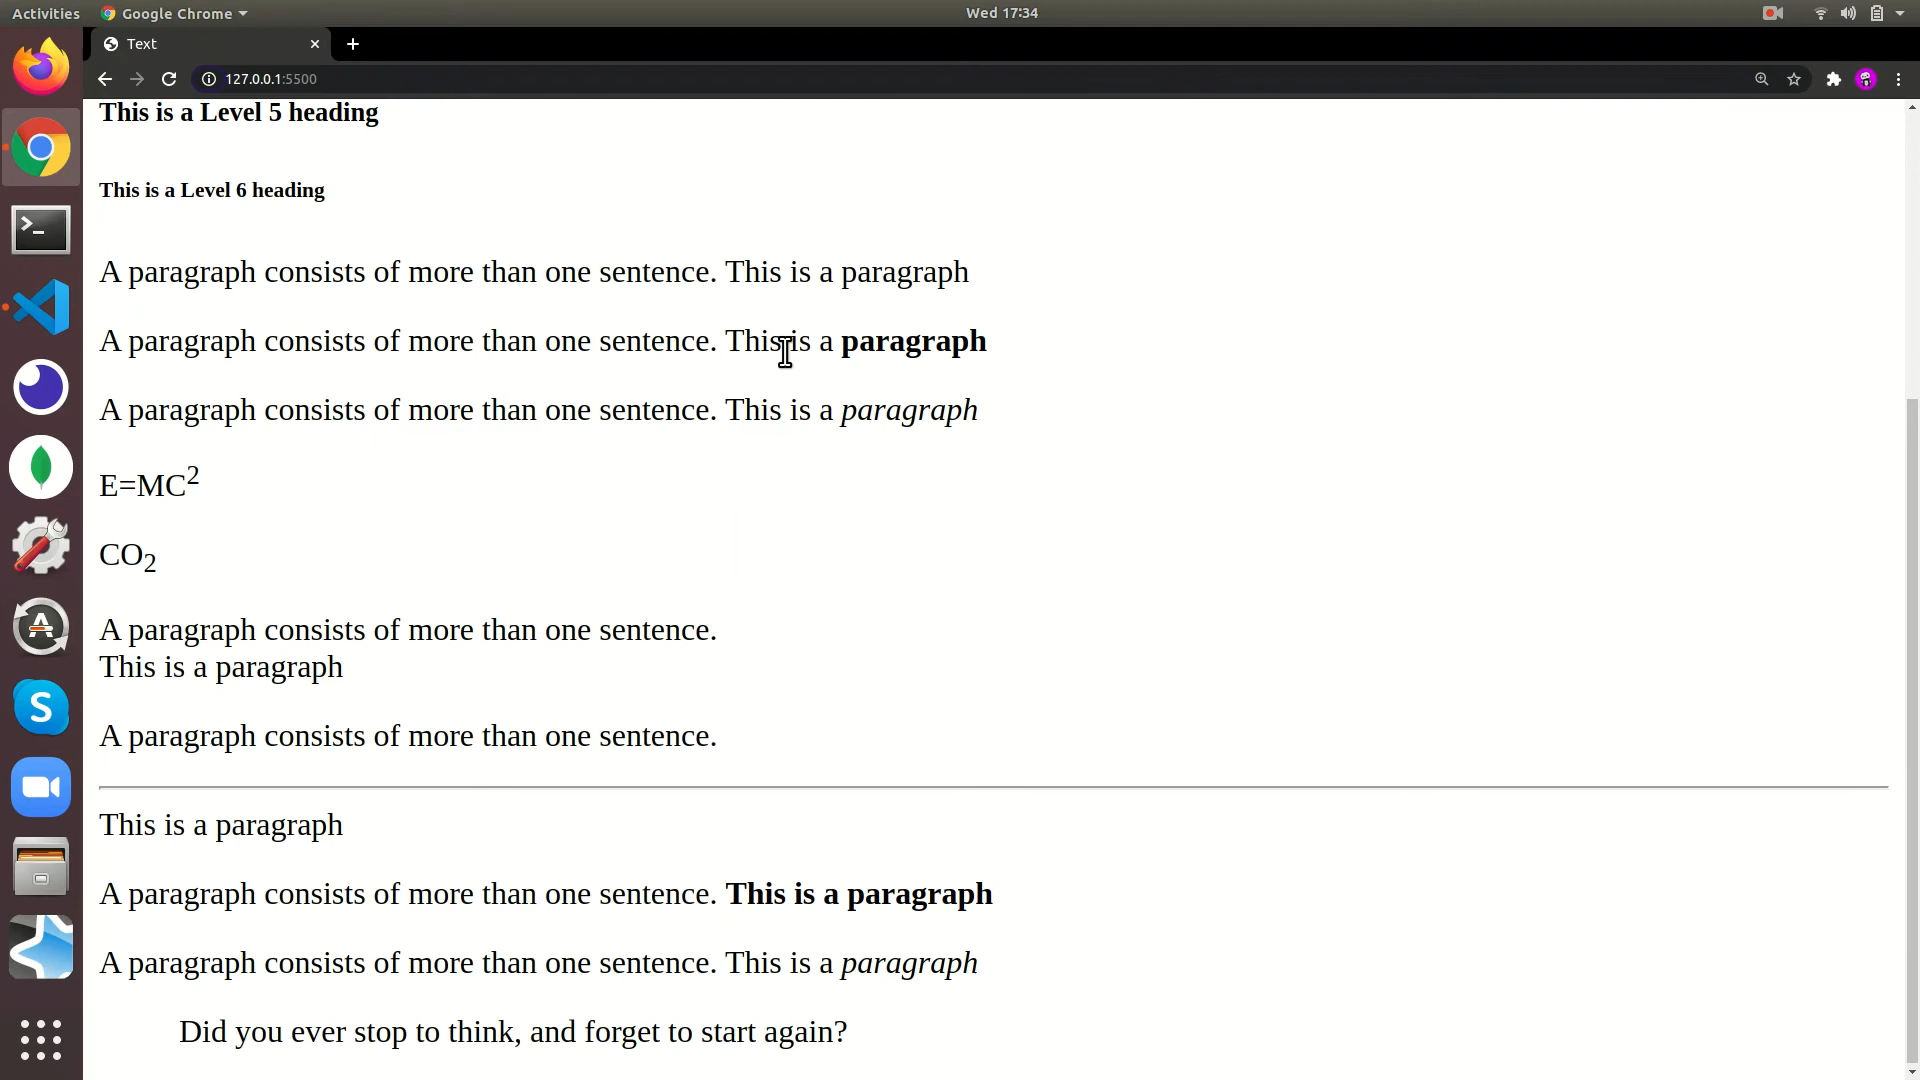 Activities
Google Chrome
Wed 17:34
Text
127.0.0.1:5500
This is a Level 5 heading
This is a Level 6 heading
A paragraph consists of more than one sentence. This is a paragraph
A paragraph consists of more than one sentence. This is a paragraph
A paragraph consists of more than one sentence. This is a paragraph
E=MC²
CO₂
A paragraph consists of more than one sentence.
This is a paragraph
A paragraph consists of more than one sentence.
This is a paragraph
A paragraph consists of more than one sentence. This is a paragraph
A paragraph consists of more than one sentence. This is a paragraph
Did you ever stop to think, and forget to start again?